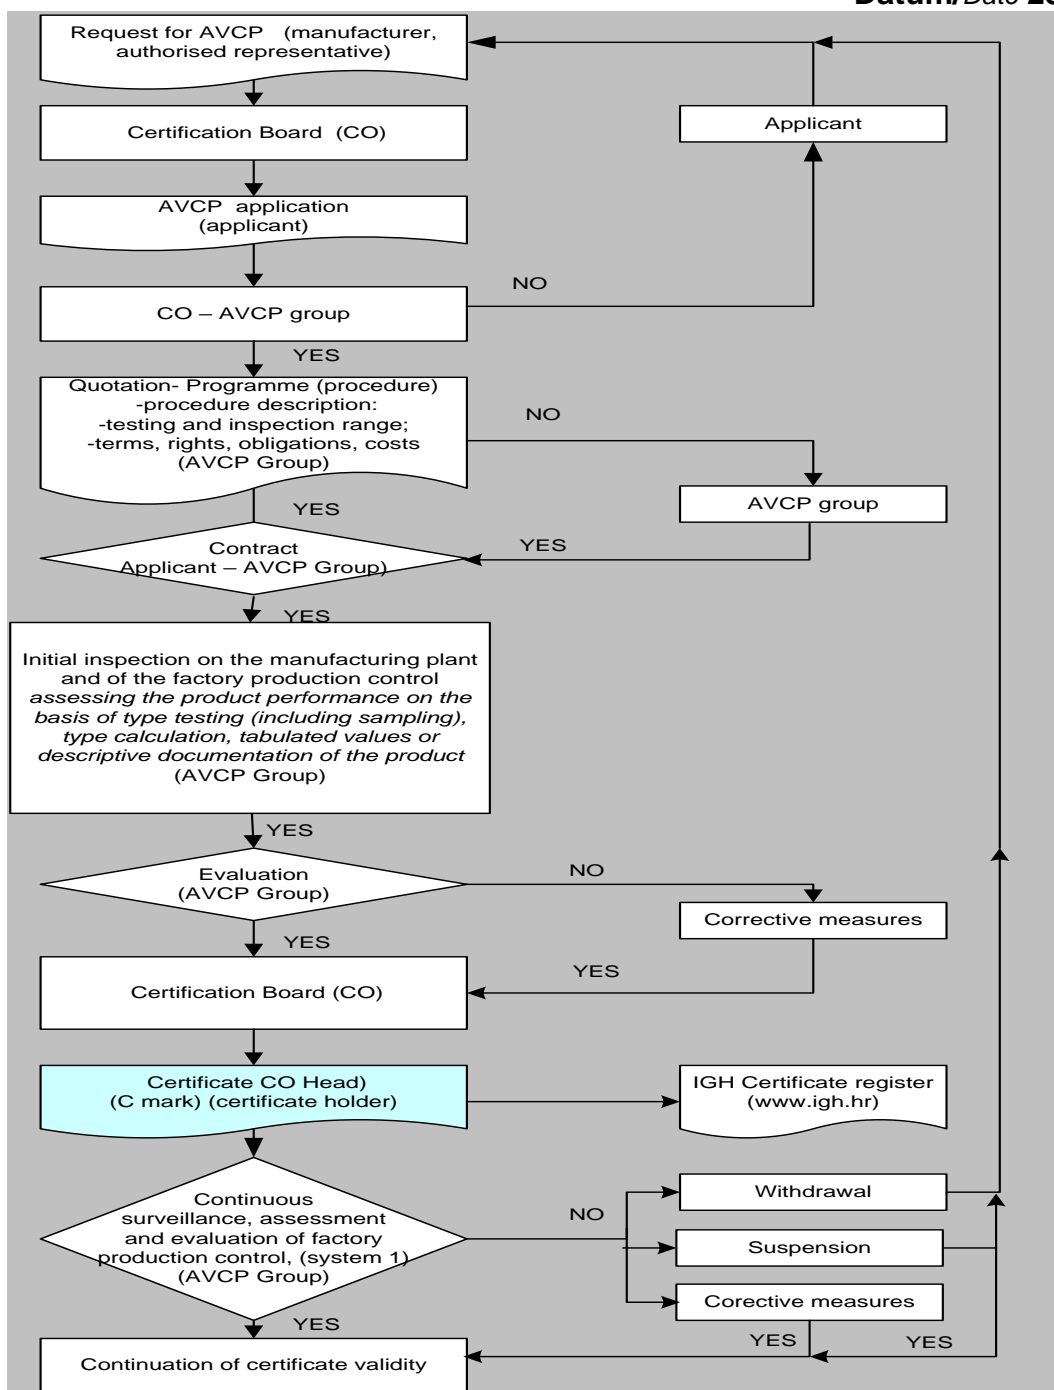 Datum/Date
Request for AVCP (manufacturer,
authorised representative)
Certification Board (CO)
Applicant
AVCP application
(applicant)
NO
CO – AVCP group
YES
Quotation- Programme (procedure)
-procedure description:
-testing and inspection range;
-terms, rights, obligations, costs
(AVCP Group)
NO
AVCP group
YES
YES
Contract
Applicant – AVCP Group)
YES
Initial inspection on the manufacturing plant
and of the factory production control
assessing the product performance on the
basis of type testing (including sampling),
type calculation, tabulated values or
descriptive documentation of the product
(AVCP Group)
YES
Evaluation
(AVCP Group)
NO
Corrective measures
YES
YES
Certification Board (CO)
Certificate CO Head)
(C mark) (certificate holder)
IGH Certificate register
(www.igh.hr)
Continuous
surveillance, assessment
and evaluation of factory
production control, (system 1)
(AVCP Group)
NO
Withdrawal
Suspension
Corective measures
YES
YES
YES
Continuation of certificate validity